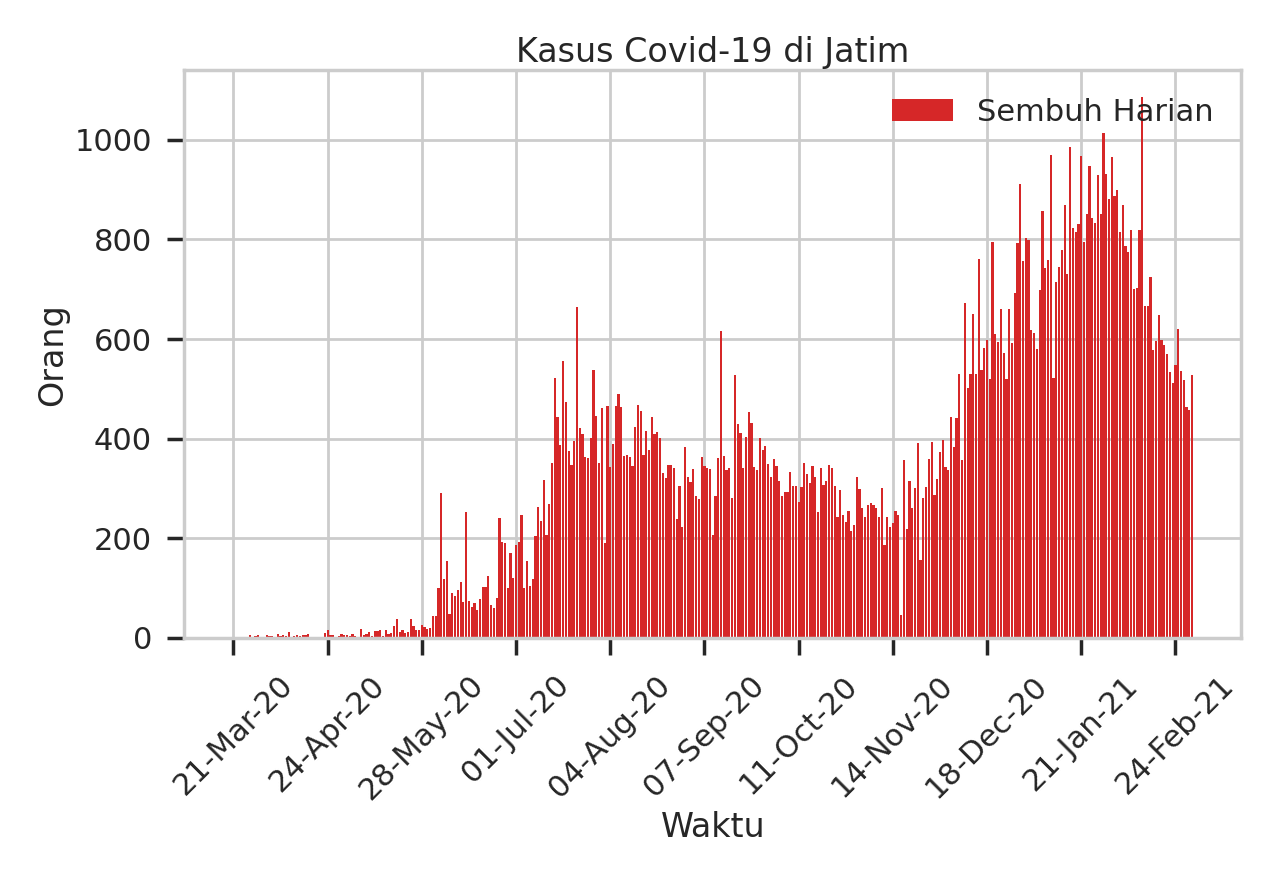 Kasus Covid-19 di Jatim
Sembuh Harian
1000
800
600
400
200
0
Orang
21-Mar-20
24-Apr-20
28-May-20
01-Jul-20
04-Aug-20
07-Sep-20
11-Oct-20
14-Nov-20
18-Dec-20
21-Jan-21
24-Feb-21
Waktu